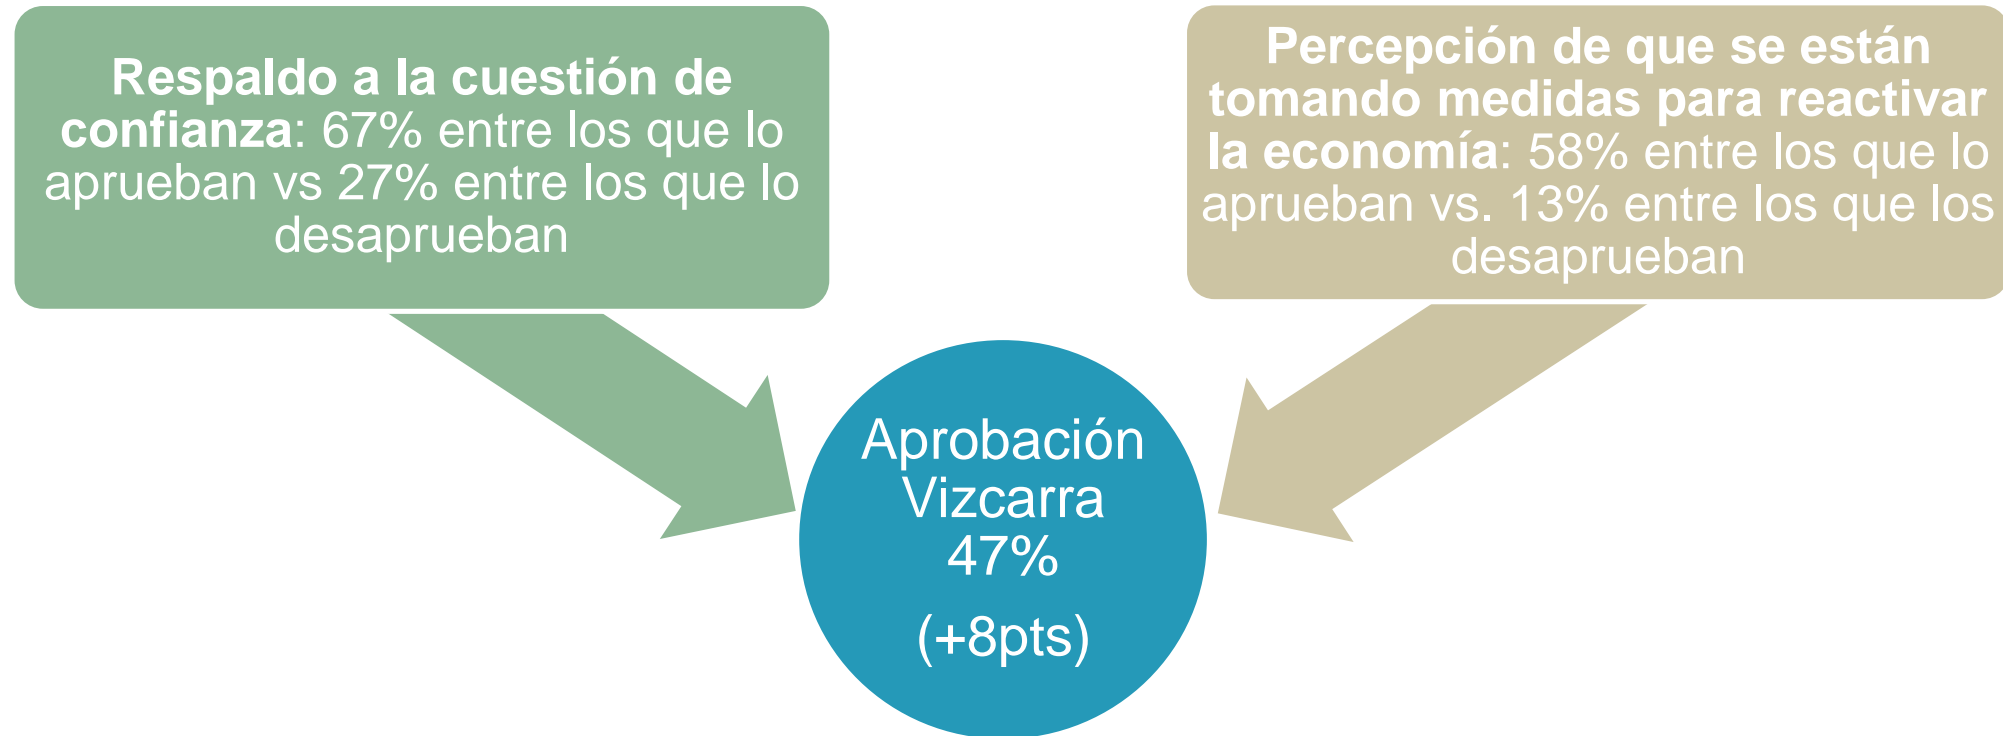 Respaldo a la cuestión de
confianza: 67% entre los que lo
aprueban vs 27% entre los que lo
desaprueban
Percepción de que se están
tomando medidas para reactivar
la economía: 58% entre los que lo
aprueban vs. 13% entre los que los
desaprueban
Aprobación
Vizcarra
47%
(+8pts)